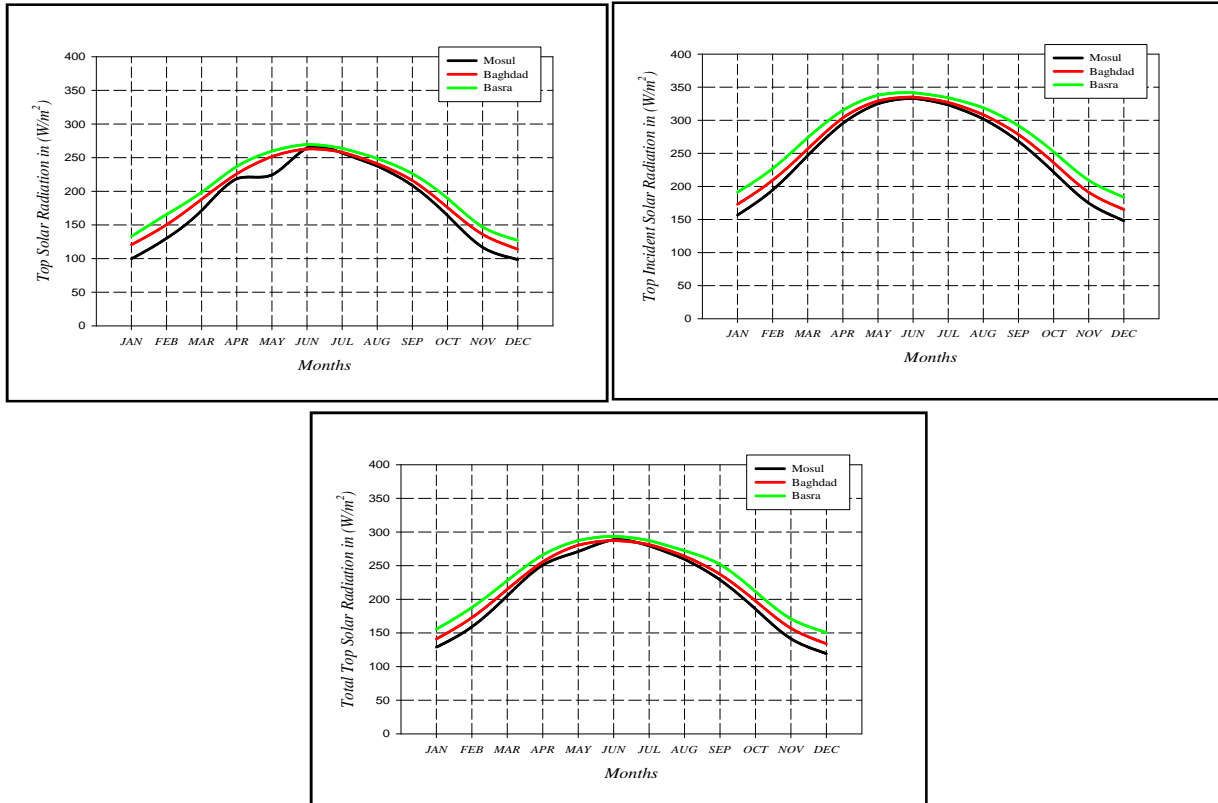 Top Solar Radiation in (W/m²)
400
350
300
250
200
150
100
50
0
Mosul
Baghdad
Basra
JAN FEB MAR APR MAY JUN JUL AUG SEP OCT NOV DEC
Months
Top Incident Solar Radiation in (W/m²)
400
350
300
250
200
150
100
50
0
Mosul
Baghdad
Basra
JAN FEB MAR APR MAY JUN JUL AUG SEP OCT NOV DEC
Months
Total Top Solar Radiation in (W/m²)
400
350
300
250
200
150
100
50
0
Mosul
Baghdad
Basra
JAN FEB MAR APR MAY JUN JUL AUG SEP OCT NOV DEC
Months